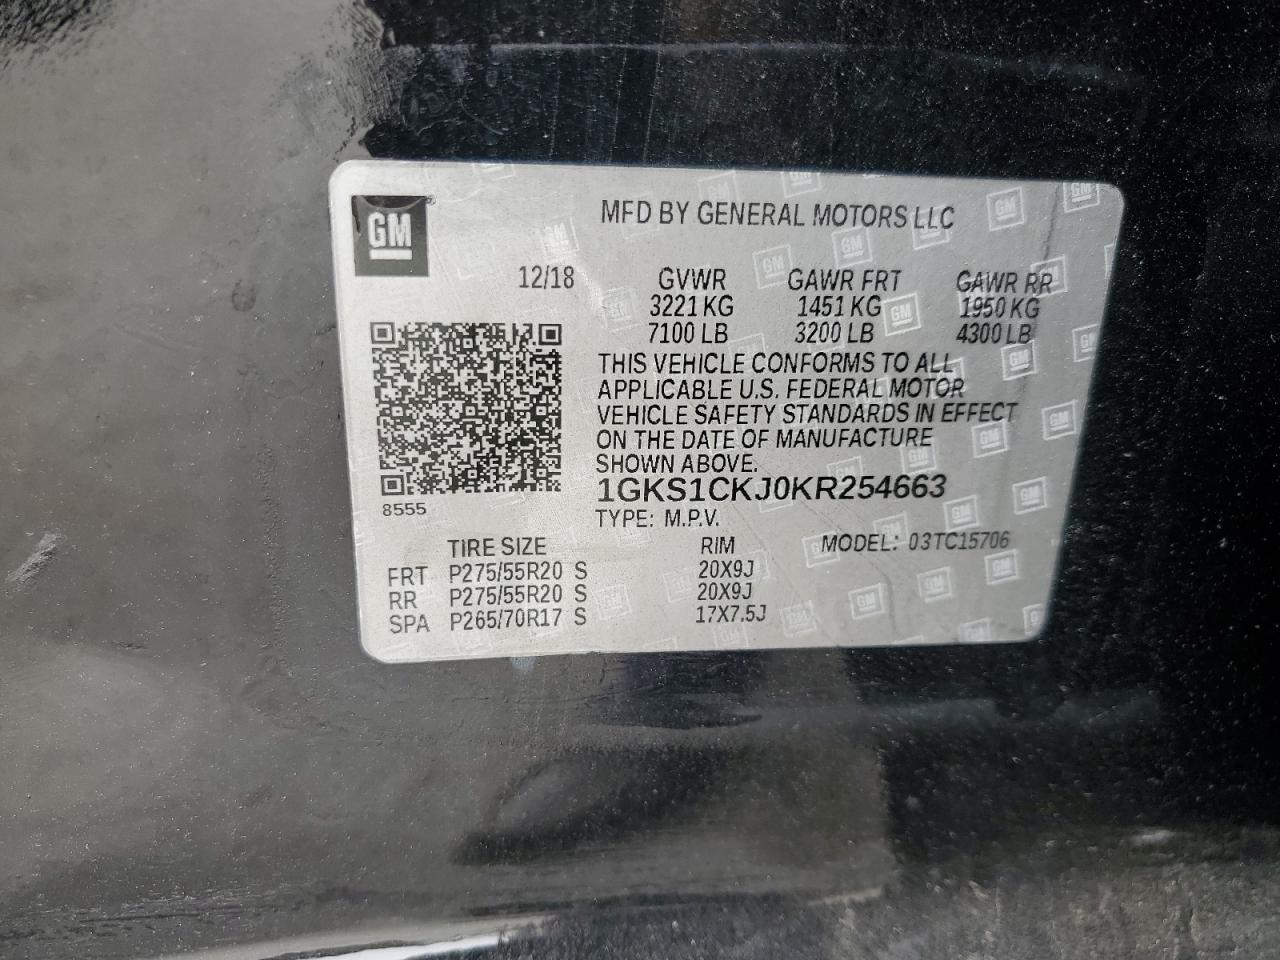 GM
MFD BY GENERAL MOTORS LLC
12/18 GVWR GAWR FRT GAWR RR
3221 KG 1451 KG 1950 KG
7100 LB 3200 LB 4300 LB
THIS VEHICLE CONFORMS TO ALL
APPLICABLE U.S. FEDERAL MOTOR
VEHICLE SAFETY STANDARDS IN EFFECT
ON THE DATE OF MANUFACTURE
SHOWN ABOVE.
1GKS1CKJ0KR254663
8555
TYPE: M.P.V.
MODEL: 03TC15706
TIRE SIZE RIM
FRT P275/55R20 S 20X9J
RR P275/55R20 S 20X9J
SPA P265/70R17 S 17X7.5J